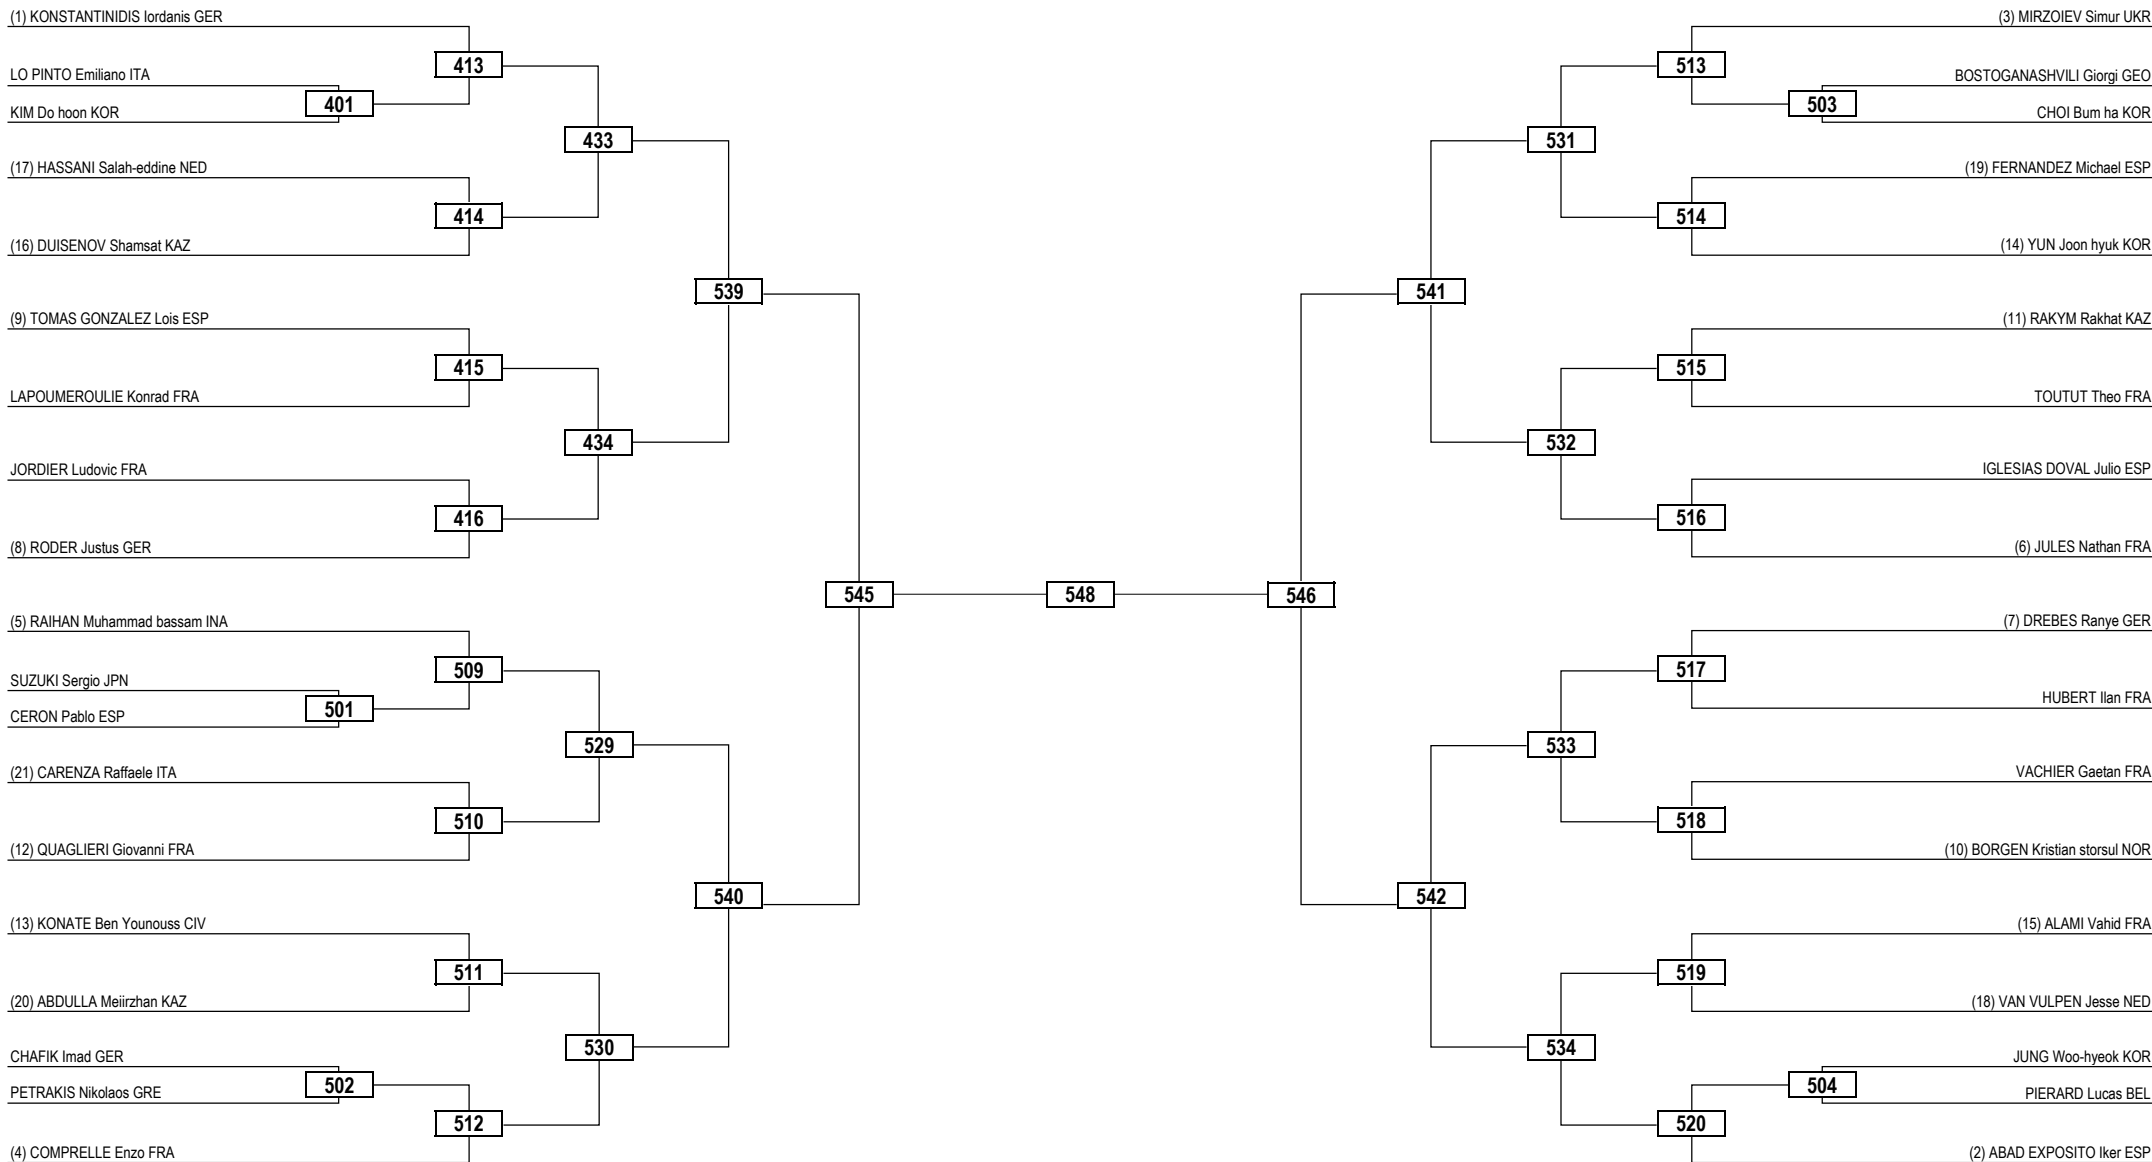 (1) KONSTANTINIDIS Iordanis GER
413
LO PINTO Emiliano ITA
401
KIM Do hoon KOR
433
(17) HASSANI Salah-eddine NED
414
(16) DUISENOV Shamsat KAZ
539
(9) TOMAS GONZALEZ Lois ESP
415
LAPOUMEROULIE Konrad FRA
434
JORDIER Ludovic FRA
416
(8) RODER Justus GER
545
(5) RAIHAN Muhammad bassam INA
509
SUZUKI Sergio JPN
501
CERON Pablo ESP
529
(21) CARENZA Raffaele ITA
510
(12) QUAGLIERI Giovanni FRA
540
(13) KONATE Ben Younouss CIV
511
(20) ABDULLA Meiirzhan KAZ
530
CHAFIK Imad GER
502
PETRAKIS Nikolaos GRE
512
(4) COMPRELLE Enzo FRA
548
(3) MIRZOIEV Simur UKR
513
BOSTOGANASHVILI Giorgi GEO
503
CHOI Bum ha KOR
531
(19) FERNANDEZ Michael ESP
514
(14) YUN Joon hyuk KOR
541
(11) RAKYM Rakhat KAZ
515
TOUTUT Theo FRA
532
IGLESIAS DOVAL Julio ESP
516
(6) JULES Nathan FRA
546
(7) DREBES Ranye GER
517
HUBERT Ilan FRA
533
VACHIER Gaetan FRA
518
(10) BORGEN Kristian storsul NOR
542
(15) ALAMI Vahid FRA
519
(18) VAN VULPEN Jesse NED
534
JUNG Woo-hyeok KOR
504
PIERARD Lucas BEL
520
(2) ABAD EXPOSITO Iker ESP